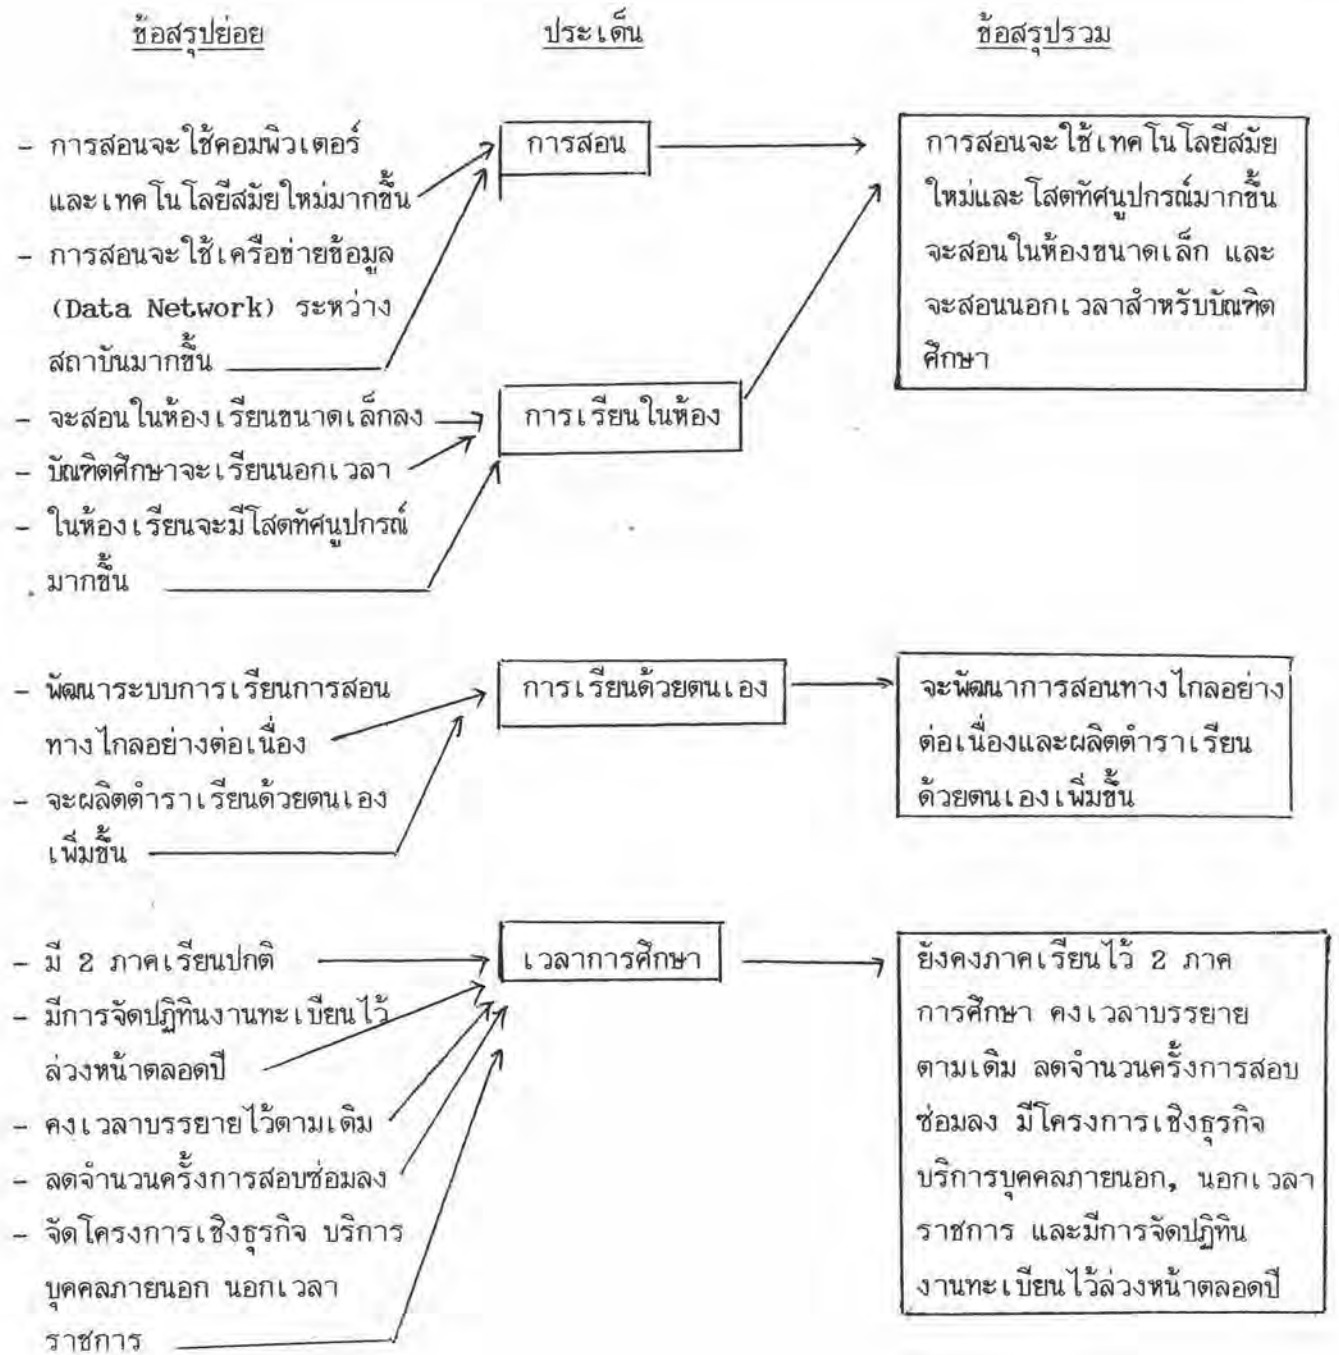 ข้อสรุปย่อย
ประเด็น
ข้อสรุปรวม
- การสอนจะใช้คอมพิวเตอร์
และเทคโนโลยีสมัยใหม่มากขึ้น
- การสอนจะใช้เครือข่ายข้อมูล
(Data Network) ระหว่าง
สถาบันมากขึ้น
- จะสอนในห้องเรียนขนาดเล็กลง
- บัณฑิตศึกษาจะเรียนนอกเวลา
- ในห้องเรียนจะมีโสตทัศนูปกรณ์
มากขึ้น
การสอน
การเรียนในห้อง
การสอนจะใช้เทคโนโลยีสมัย
ใหม่และโสตทัศนูปกรณ์มากขึ้น
จะสอนในห้องขนาดเล็ก และ
จะสอนนอกเวลาสำหรับบัณฑิต
ศึกษา
- พัฒนาระบบการเรียนการสอน
ทางไกลอย่างต่อเนื่อง
- จะผลิตตำราเรียนด้วยตนเอง
เพิ่มขึ้น
การเรียนด้วยตนเอง
จะพัฒนาการสอนทางไกลอย่าง
ต่อเนื่องและผลิตตำราเรียน
ด้วยตนเองเพิ่มขึ้น
- มี 2 ภาคเรียนปกติ
- มีการจัดปฏิทินงานทะเบียนไว้
ล่วงหน้าตลอดปี
- คงเวลาบรรยายไว้ตามเดิม
- ลดจำนวนครั้งการสอบซ่อมลง
- จัดโครงการเชิงธุรกิจ บริการ
บุคคลภายนอก นอกเวลา
ราชการ
เวลาการศึกษา
ยังคงภาคเรียนไว้ 2 ภาค
การศึกษา คงเวลาบรรยาย
ตามเดิม ลดจำนวนครั้งการสอบ
ซ่อมลง มีโครงการเชิงธุรกิจ
บริการบุคคลภายนอก, นอกเวลา
ราชการ และมีการจัดปฏิทิน
งานทะเบียนไว้ล่วงหน้าตลอดปี